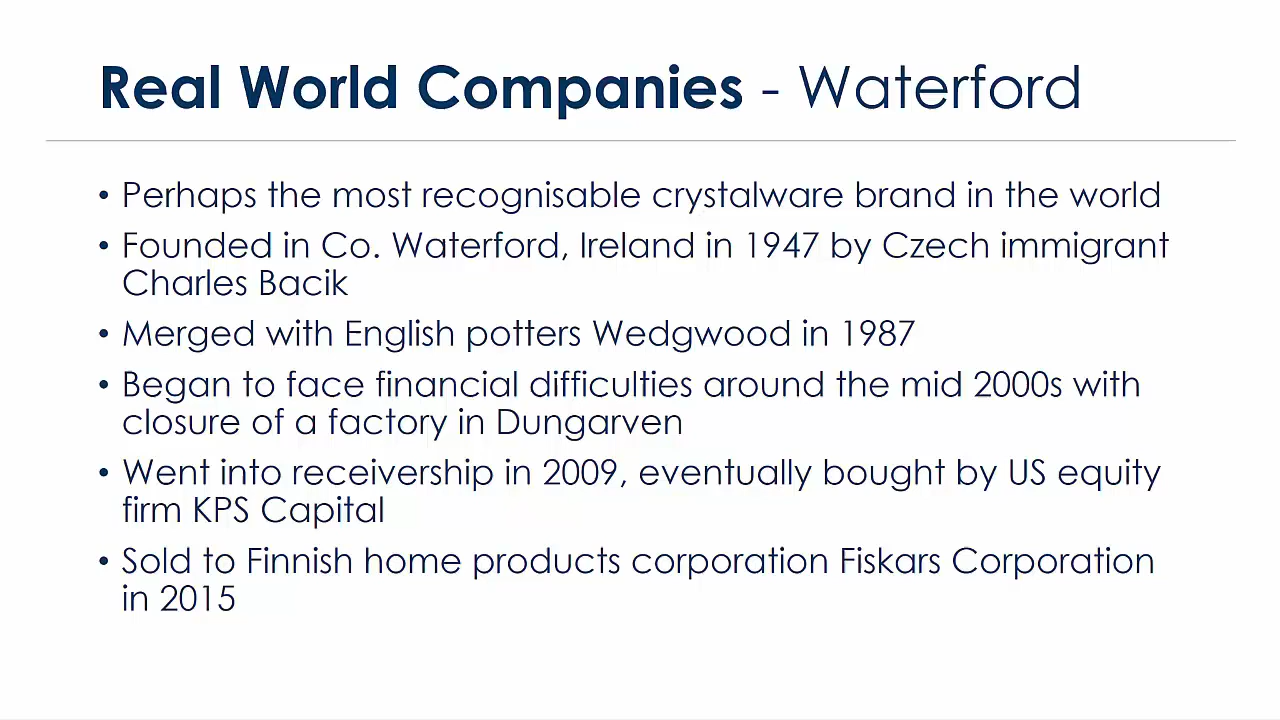 Real World Companies - Waterford
• Perhaps the most recognisable crystalware brand in the world
• Founded in Co. Waterford, Ireland in 1947 by Czech immigrant
Charles Bacik
• Merged with English potters Wedgwood in 1987
• Began to face financial difficulties around the mid 2000s with
closure of a factory in Dungarven
• Went into receivership in 2009, eventually bought by US equity
firm KPS Capital
• Sold to Finnish home products corporation Fiskars Corporation
in 2015